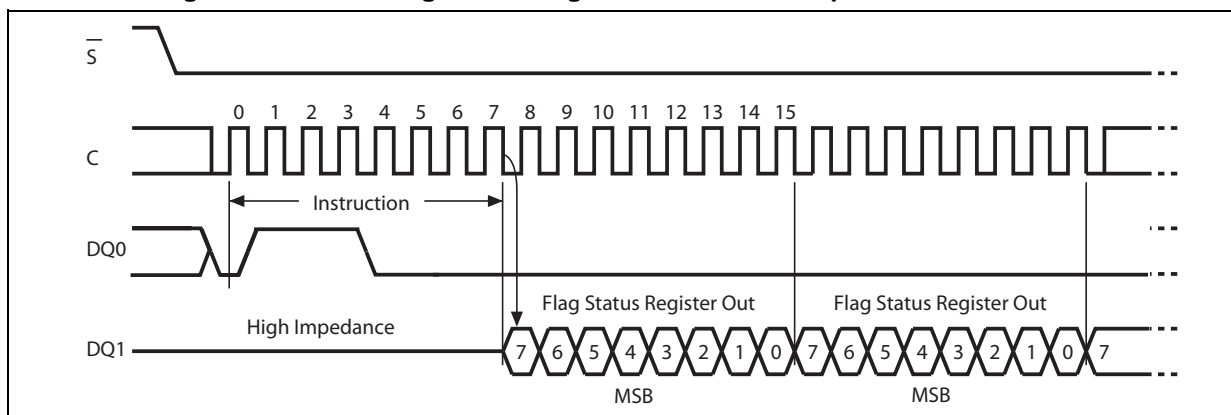 S
0 1 2 3 4 5 6 7 8 9 10 11 12 13 14 15
C
Instruction
DQ0
Flag Status Register Out Flag Status Register Out
High Impedance
DQ1 7 6 5 4 3 2 1 0 7 6 5 4 3 2 1 0 7
MSB MSB